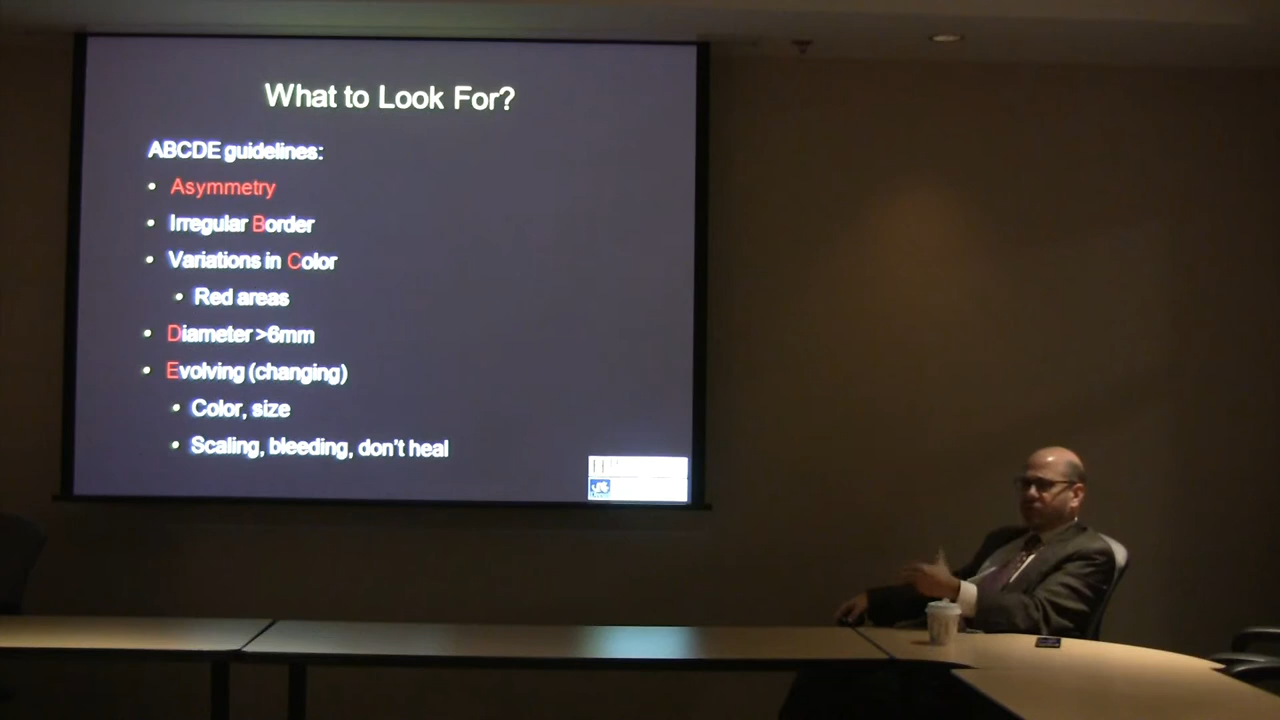 What to Look For?
ABCDE guidelines:
• Asymmetry
• Irregular Border
• Variations in Color
• Red areas
• Diameter >6mm
• Evolving (changing)
• Color, size
• Scaling, bleeding, don't heal